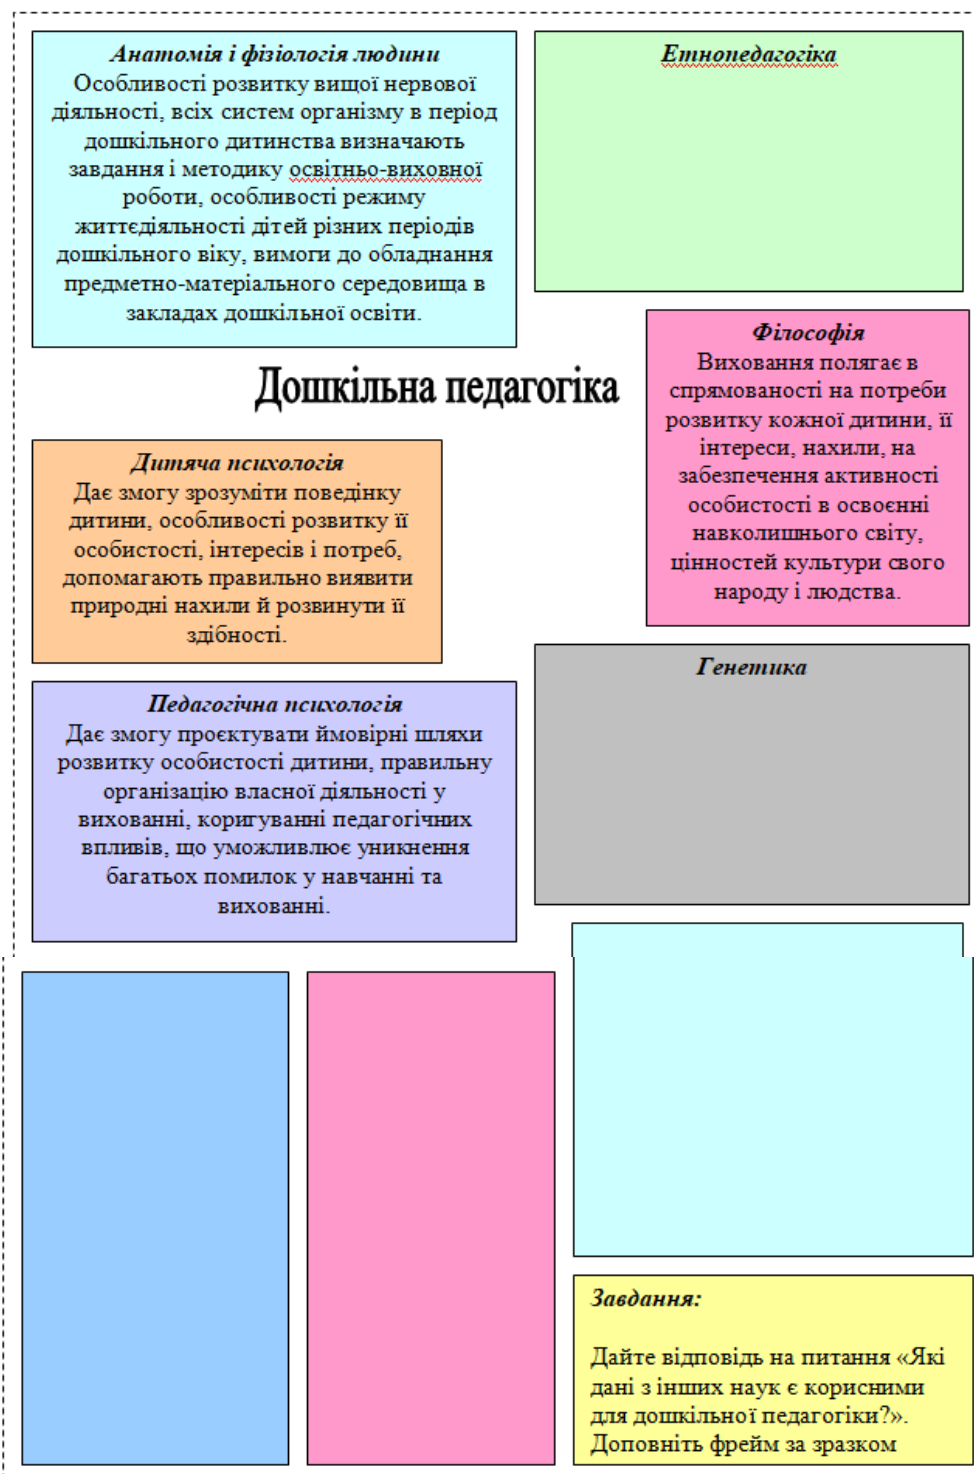 Анатомія і фізіологія людини
Особливості розвитку вищої нервової
діяльності, всіх систем організму в період
дошкільного дитинства визначають
завдання і методику освітньо-виховної
роботи, особливості режиму
життєдіяльності дітей різних періодів
дошкільного віку, вимоги до обладнання
предметно-матеріального середовища в
закладах дошкільної освіти.
Етнопедагогіка
Філософія
Виховання полягає в
спрямованості на потреби
розвитку кожної дитини, її
інтереси, нахили, на
забезпечення активності
особистості в освоєнні
навколишнього світу,
цінностей культури свого
народу і людства.
Дошкільна педагогіка
Дитяча психологія
Дає змогу зрозуміти поведінку
дитини, особливості розвитку її
особистості, інтересів і потреб,
допомагають правильно виявити
природні нахили й розвинути її
здібності.
Генетика
Педагогічна психологія
Дає змогу проєктувати ймовірні шляхи
розвитку особистості дитини, правильну
організацію власної діяльності у
вихованні, коригуванні педагогічних
впливів, що уможливлює уникнення
багатьох помилок у навчанні та
вихованні.
Завдання:
Дайте відповідь на питання «Які
дані з інших наук є корисними
для дошкільної педагогіки?».
Доповніть фрейм за зразком